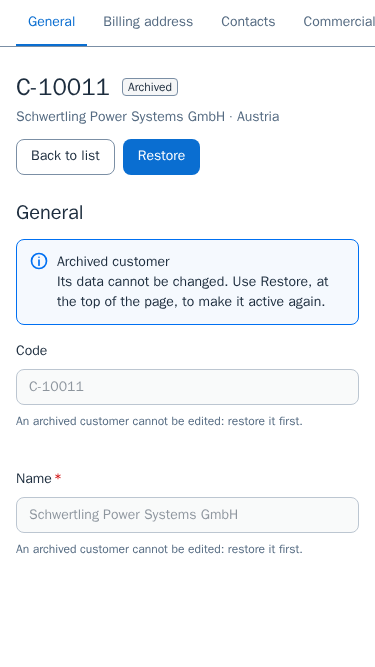 General Billing address Contacts Commercial
C-10011 Archived
Schwertling Power Systems GmbH · Austria
Back to list Restore
General
Archived customer
Its data cannot be changed. Use Restore, at
the top of the page, to make it active again.
Code
C-10011
An archived customer cannot be edited: restore it first.
Name *
Schwertling Power Systems GmbH
An archived customer cannot be edited: restore it first.